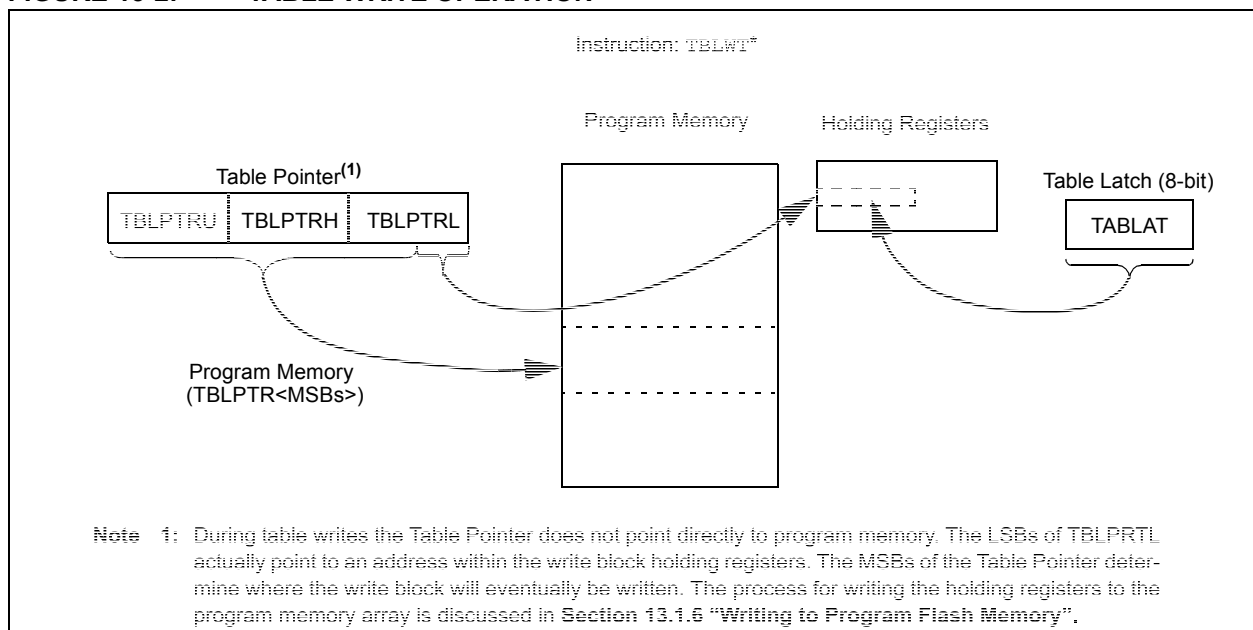 Instruction: TBLWT*
Program Memory
Holding Registers
Table Pointer(1)
Table Latch (8-bit)
TBLPTRU TBLPTRH TBLPTRL
TABLAT
Program Memory
(TBLPTR<MSBs>)
Note 1: During table writes the Table Pointer does not point directly to program memory. The LSBs of TBLPRTL
actually point to an address within the write block holding registers. The MSBs of the Table Pointer deter-
mine where the write block will eventually be written. The process for writing the holding registers to the
program memory array is discussed in Section 13.1.6 “Writing to Program Flash Memory”.